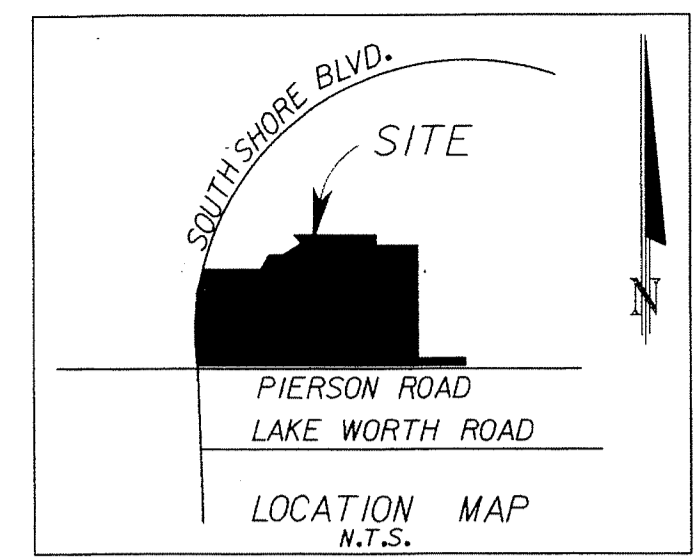 SOUTH SHORE BLVD.
SITE
N
PIERSON ROAD
LAKE WORTH ROAD
LOCATION MAP
N.T.S.